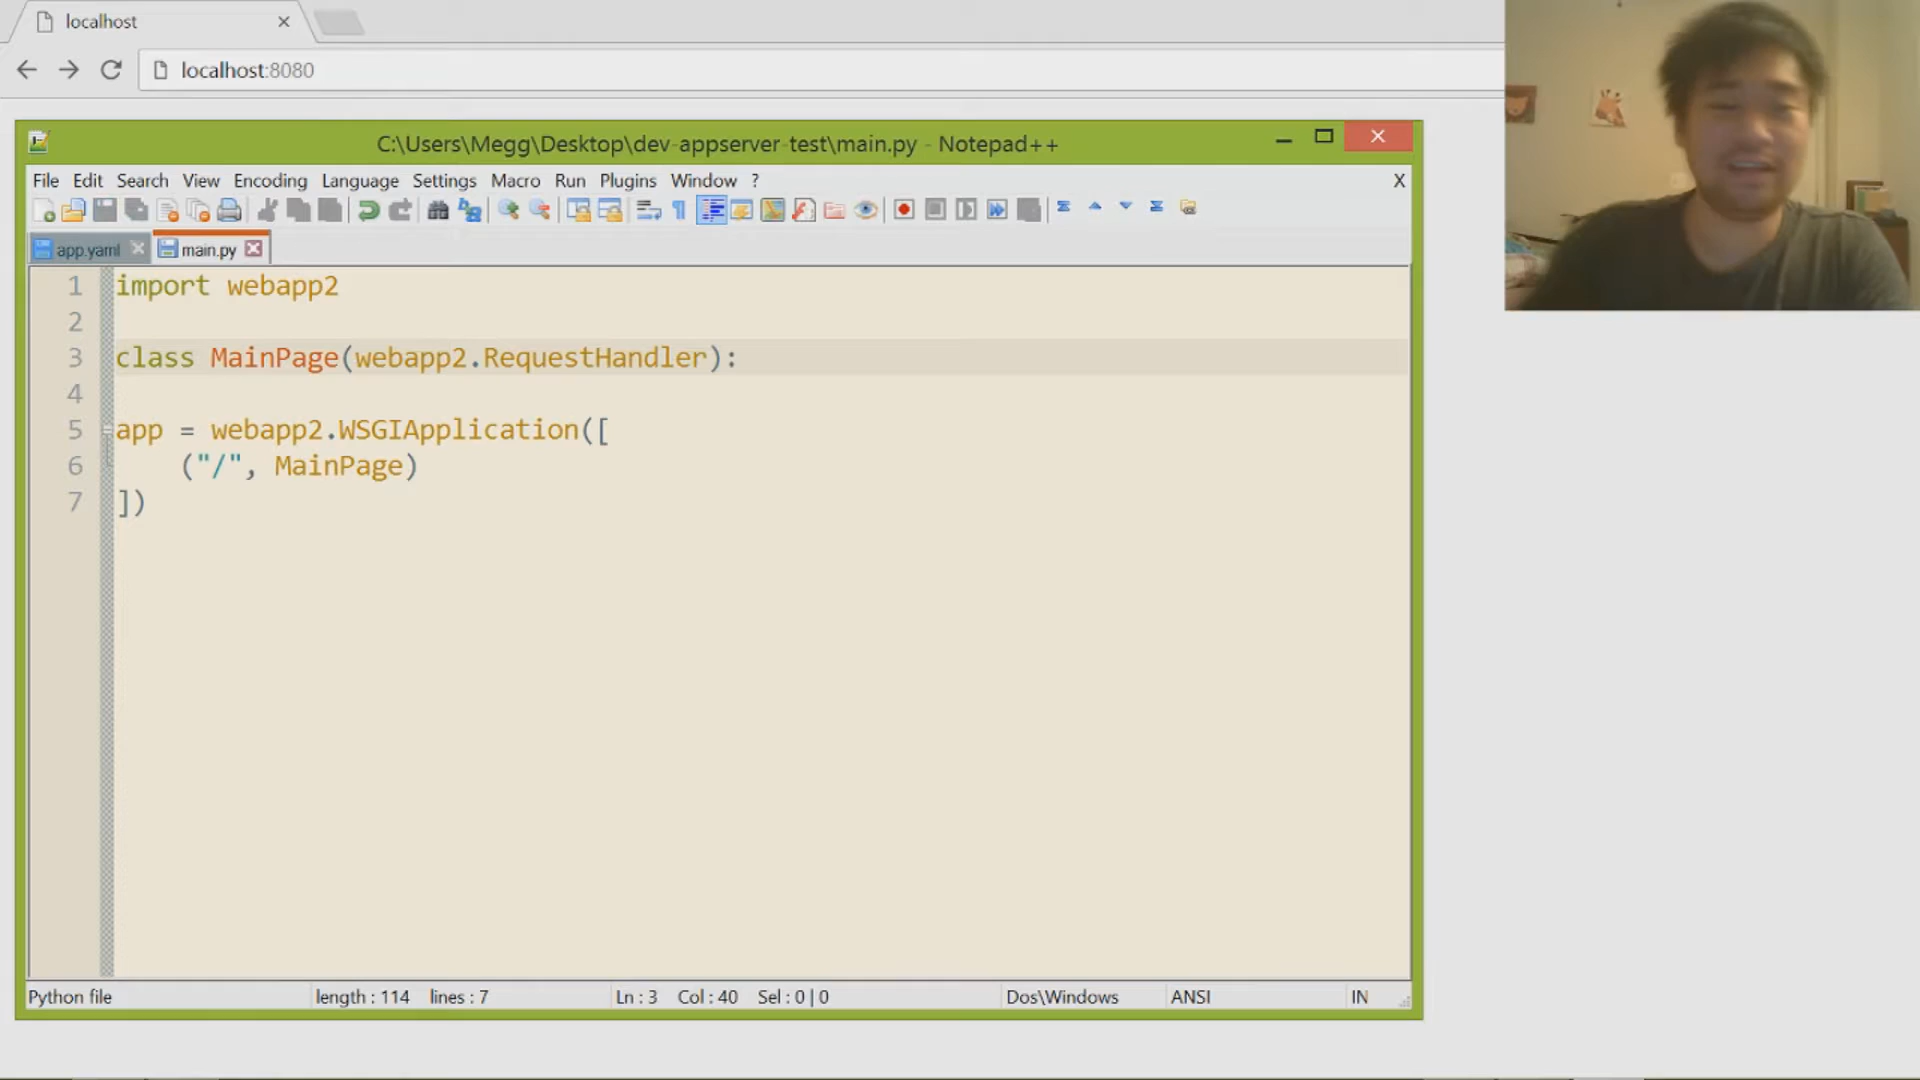 localhost
localhost:8080
C:\Users\Megg\Desktop\dev-appserver-test\main.py - Notepad++
File Edit Search View Encoding Language Settings Macro Run Plugins Window ? X
app.yaml main.py
1 import webapp2
2
3 class MainPage(webapp2.RequestHandler):
4
5 app = webapp2.WSGIApplication([
6     ("/", MainPage)
7 ])
Python file length : 114 lines : 7 Ln : 3 Col : 40 Sel : 0 | 0 Dos\Windows ANSI IN